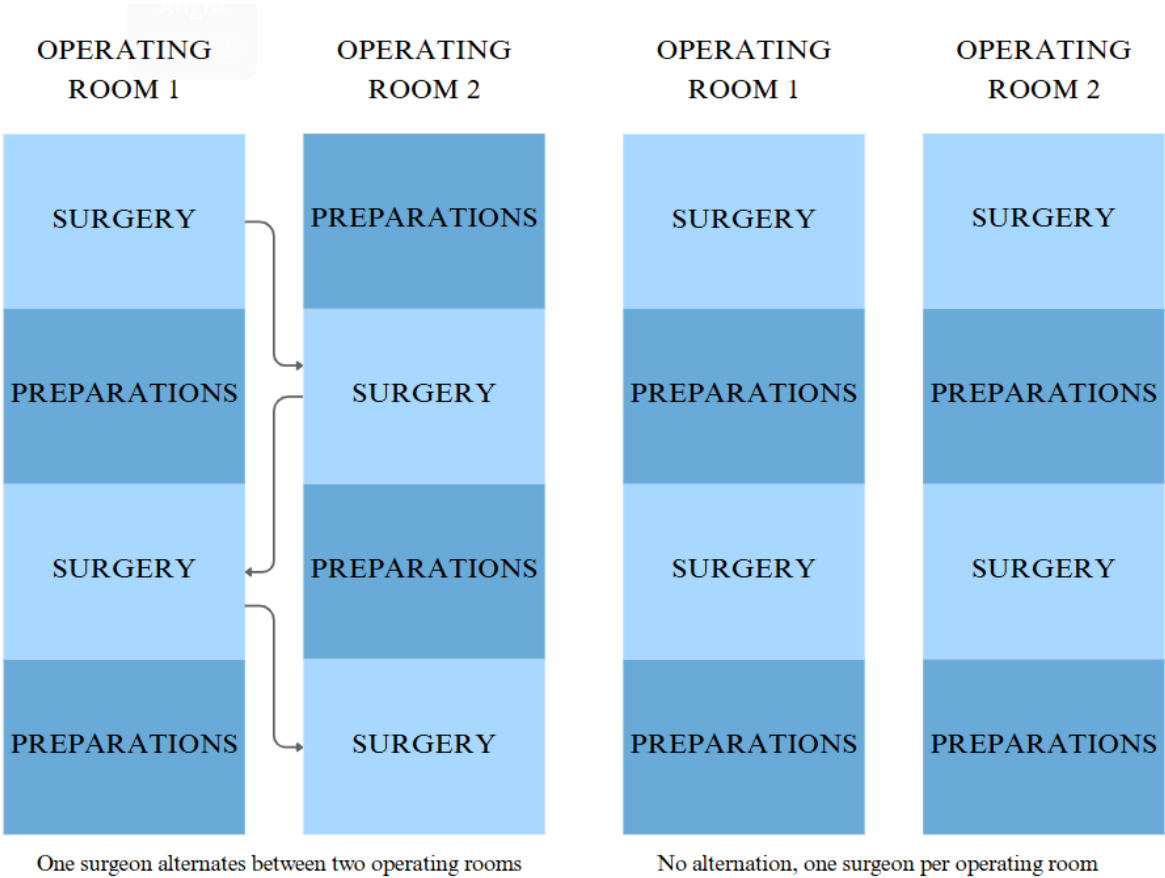 OPERATING
ROOM 1
OPERATING
ROOM 2
OPERATING
ROOM 1
OPERATING
ROOM 2
SURGERY
PREPARATIONS
SURGERY
SURGERY
PREPARATIONS
SURGERY
PREPARATIONS
PREPARATIONS
SURGERY
PREPARATIONS
SURGERY
SURGERY
PREPARATIONS
SURGERY
PREPARATIONS
PREPARATIONS
One surgeon alternates between two operating rooms
No alternation, one surgeon per operating room